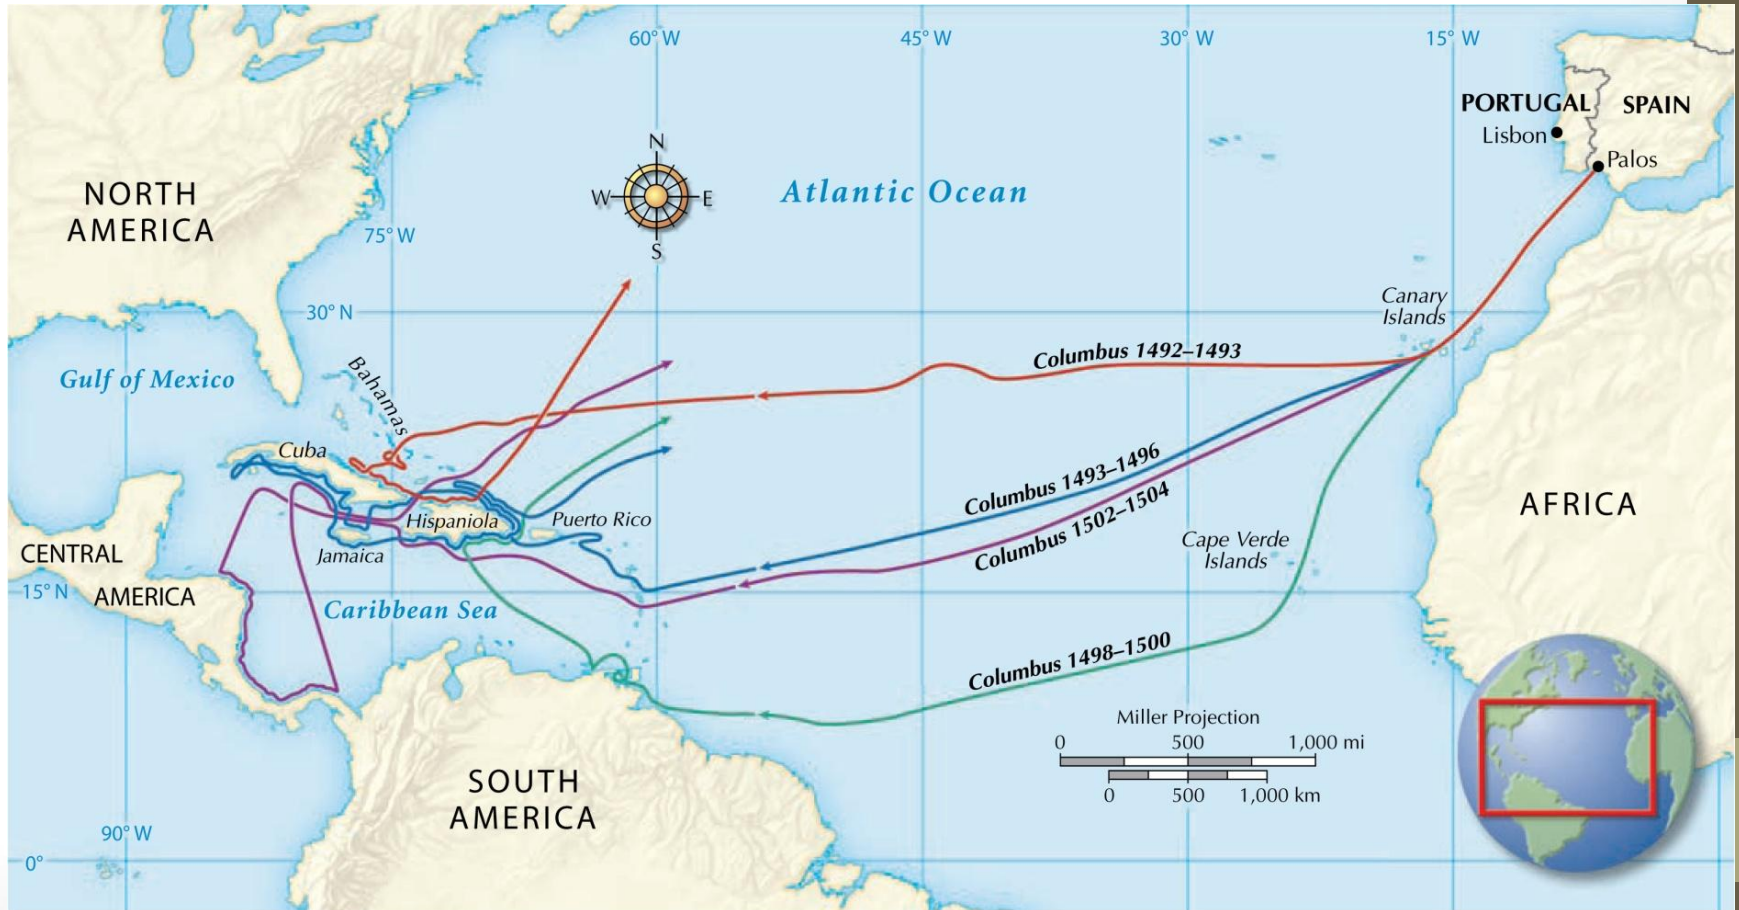 60° W
45° W
30° W
15° W
PORTUGAL
SPAIN
Lisbon
Palos
N
W
E
S
Atlantic Ocean
NORTH
AMERICA
75° W
30° N
Canary
Islands
Columbus 1492–1493
Gulf of Mexico
Bahamas
Cuba
Columbus 1493–1496
Columbus 1502–1504
AFRICA
Hispaniola
Puerto Rico
Jamaica
Cape Verde
Islands
CENTRAL
AMERICA
15° N
Caribbean Sea
Columbus 1498–1500
Miller Projection
0 500 1,000 mi
0 500 1,000 km
SOUTH
AMERICA
90° W
0°